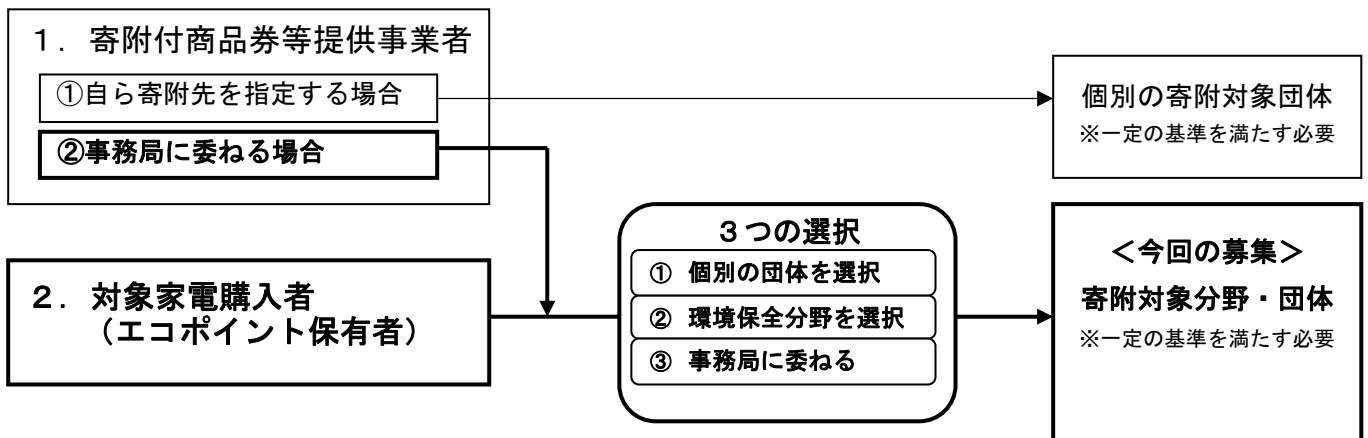 １．寄附付商品券等提供事業者
①自ら寄附先を指定する場合
②事務局に委ねる場合
個別の寄附対象団体
※一定の基準を満たす必要
２．対象家電購入者
（エコポイント保有者）
３つの選択
① 個別の団体を選択
② 環境保全分野を選択
③ 事務局に委ねる
＜今回の募集＞
寄附対象分野・団体
※一定の基準を満たす必要